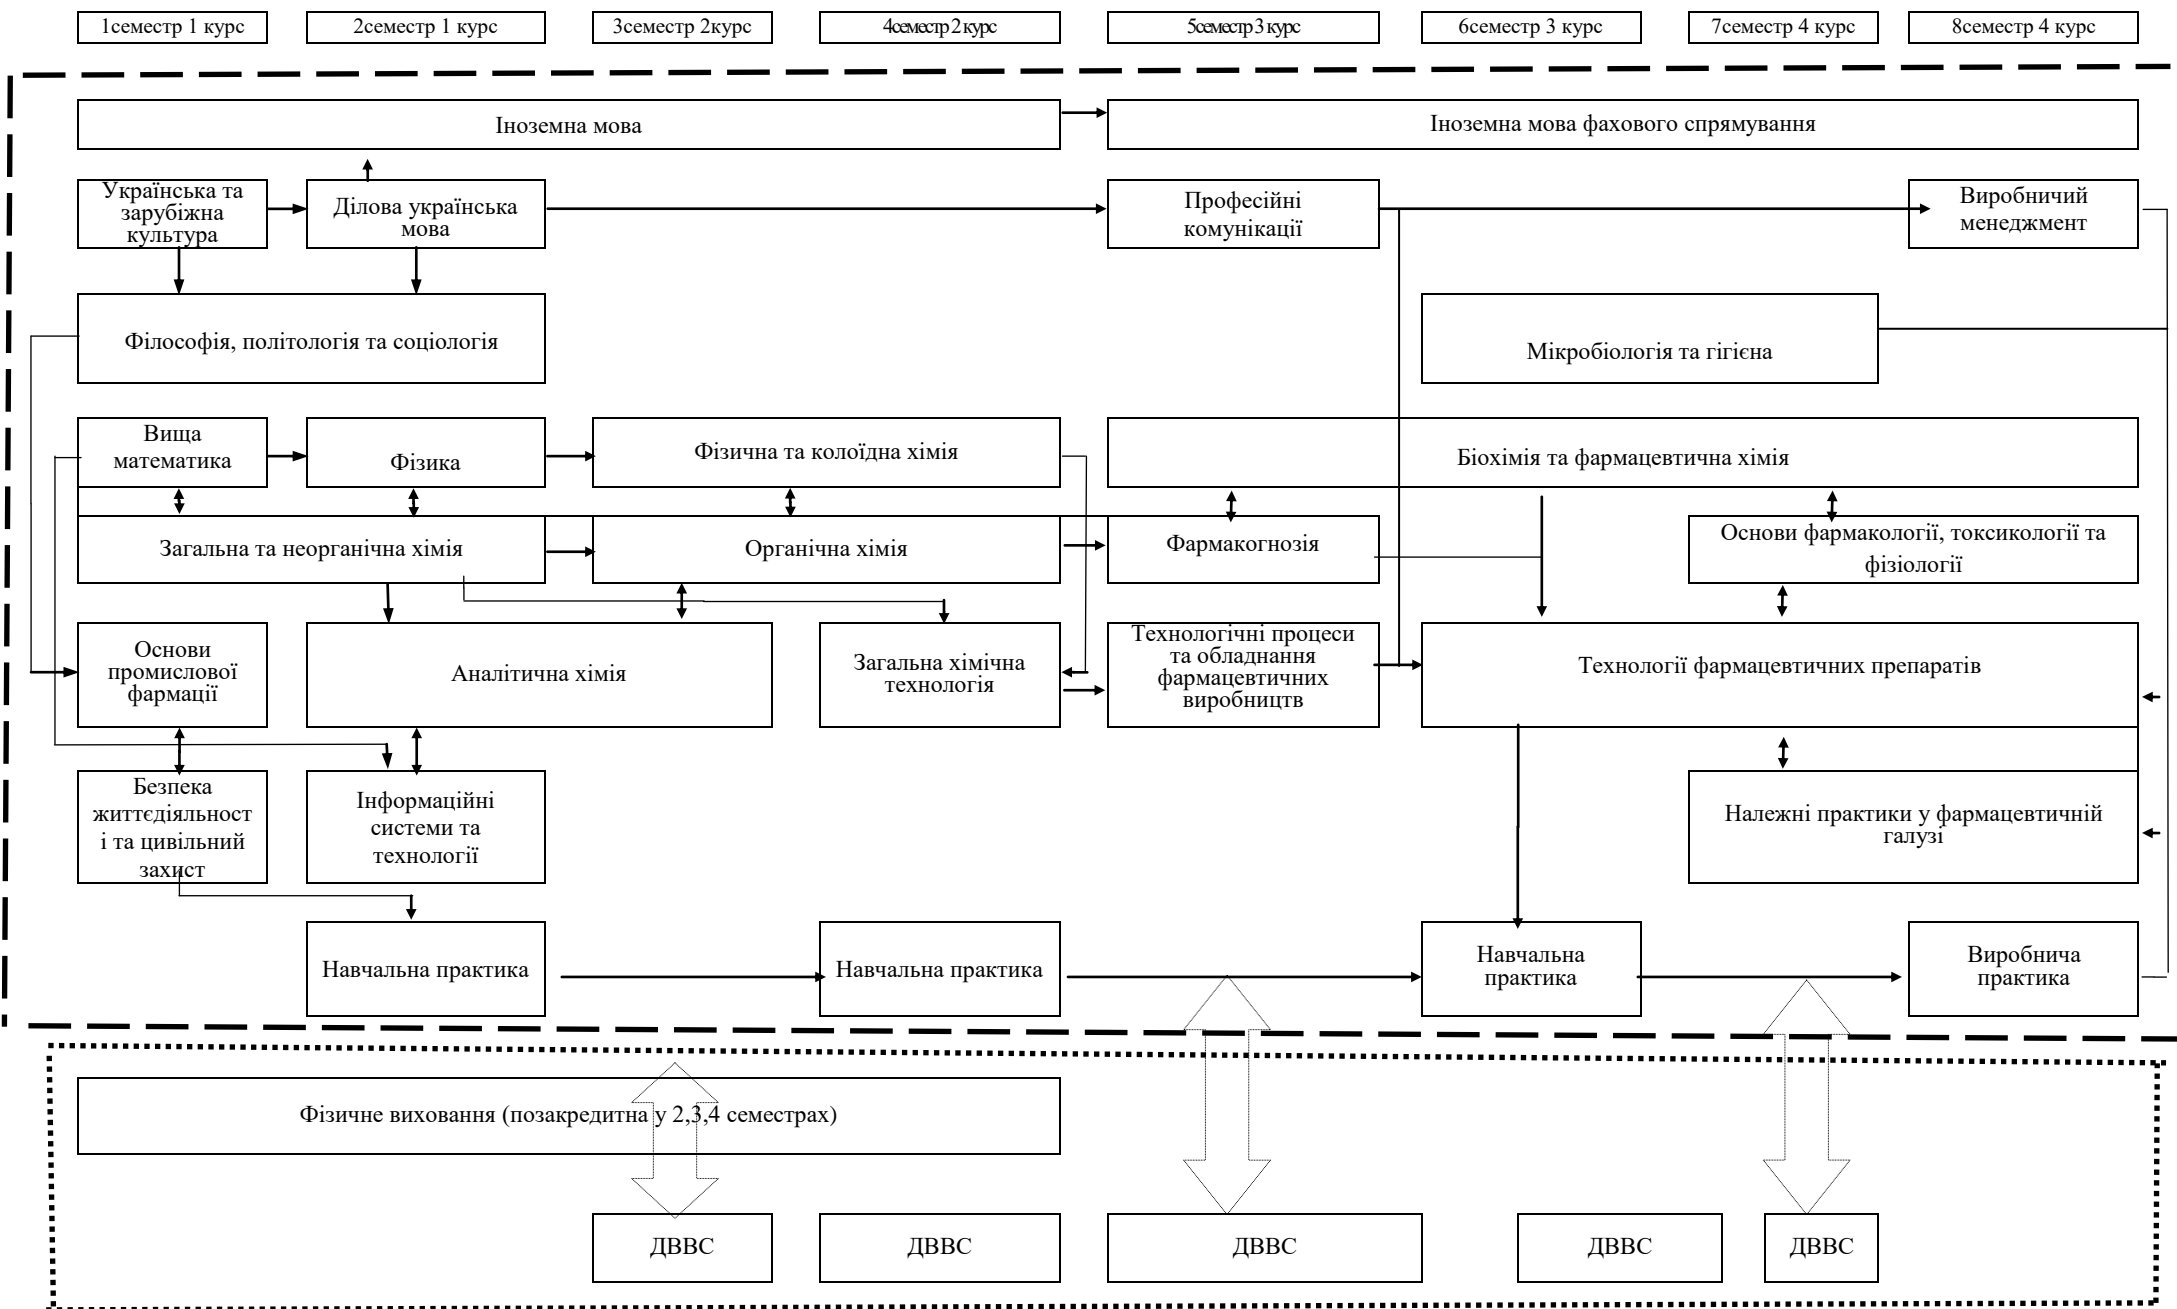 1семестр 1 курс
2семестр 1 курс
3семестр 2курс
4семестр 2 курс
5семестр 3 курс
6семестр 3 курс
7семестр 4 курс
8семестр 4 курс
Іноземна мова
Іноземна мова фахового спрямування
Українська та
зарубіжна
культура
Ділова українська
мова
Професійні
комунікації
Виробничий
менеджмент
Філософія, політологія та соціологія
Мікробіологія та гігієна
Вища
математика
Фізика
Фізична та колоїдна хімія
Біохімія та фармацевтична хімія
Загальна та неорганічна хімія
Органічна хімія
Фармакогнозія
Основи фармакології, токсикології та
фізіології
Основи
промислової
фармації
Аналітична хімія
Загальна хімічна
технологія
Технологічні процеси
та обладнання
фармацевтичних
виробництв
Технології фармацевтичних препаратів
Безпека
життєдіяльност
і та цивільний
захист
Інформаційні
системи та
технології
Належні практики у фармацевтичній
галузі
Навчальна практика
Навчальна практика
Навчальна
практика
Виробнича
практика
Фізичне виховання (позакредитна у 2,3,4 семестрах)
ДВВС
ДВВС
ДВВС
ДВВС
ДВВС